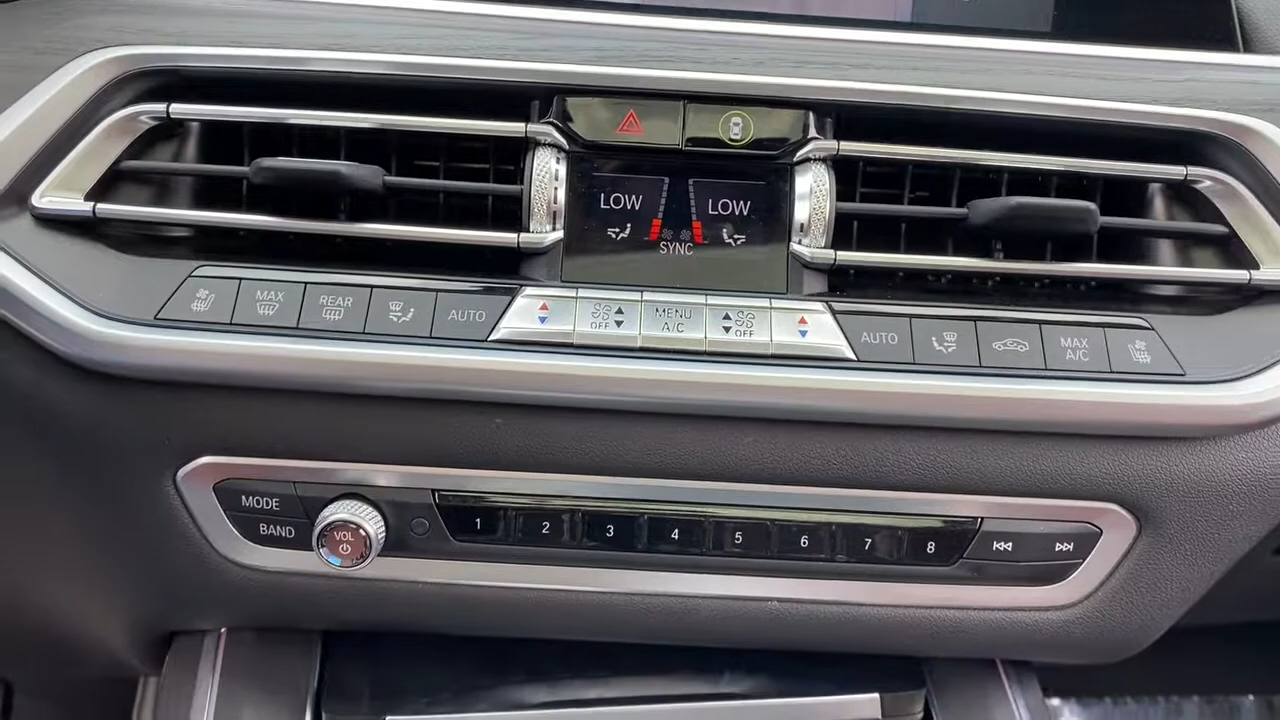 LOW
LOW
SYNC
MAX
REAR
AUTO
OFF
MENU
A/C
OFF
AUTO
MAX
A/C
MODE
BAND
VOL
1 2 3 4 5 6 7 8